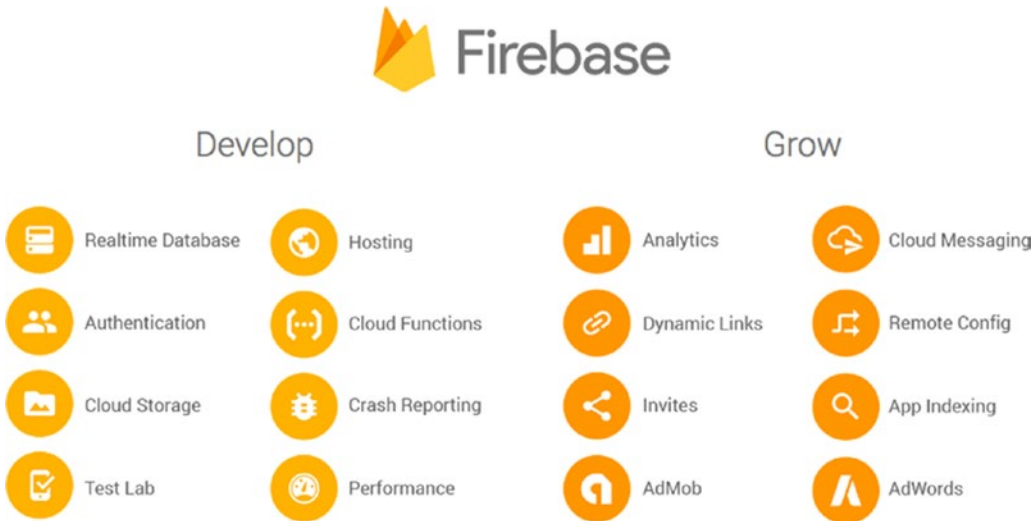 Firebase
Develop
Grow
Realtime Database
Hosting
Analytics
Cloud Messaging
Authentication
Cloud Functions
Dynamic Links
Remote Config
Cloud Storage
Crash Reporting
Invites
App Indexing
Test Lab
Performance
AdMob
AdWords